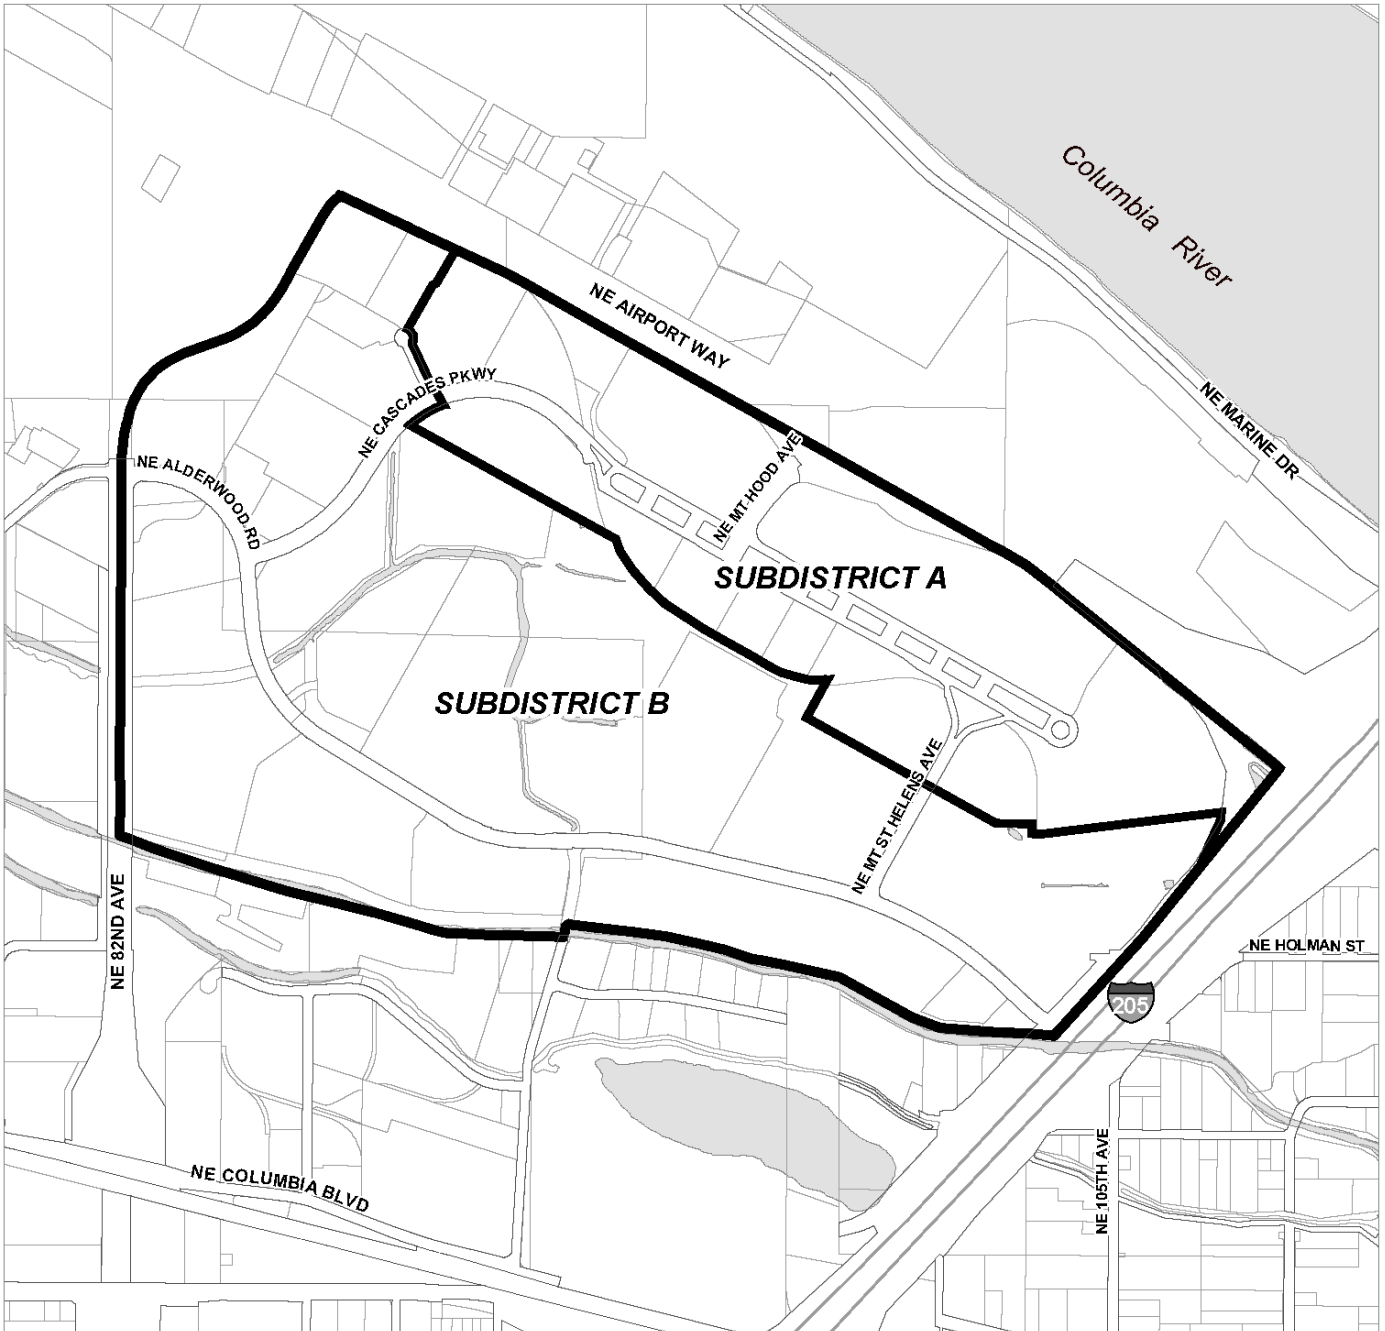 Columbia River
NE AIRPORT WAY
NE CASCADES PKWY
NE MARINE DR
NE ALDERWOOD RD
NE MT HOOD AVE
SUBDISTRICT A
SUBDISTRICT B
NE MT ST HELENS AVE
NE 82ND AVE
NE HOLMAN ST
205
NE 105TH AVE
NE COLUMBIA BLVD